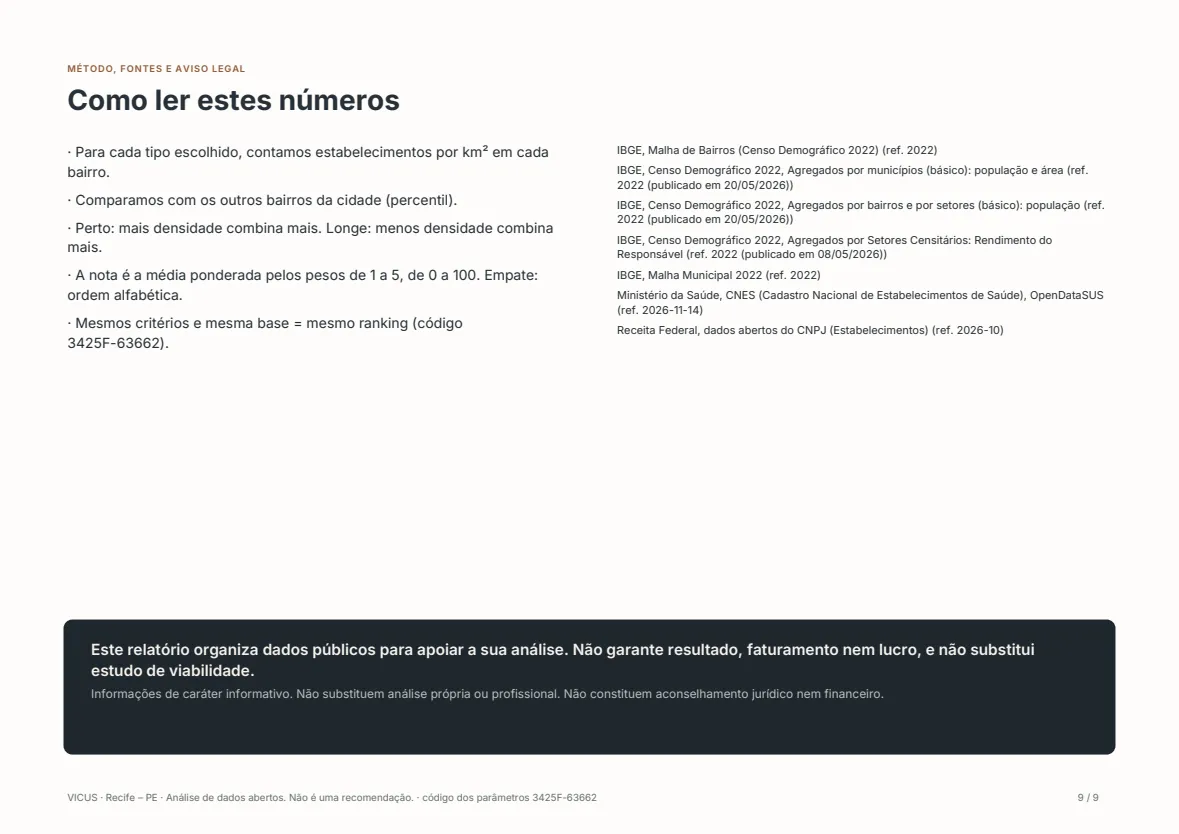 MÉTODO, FONTES E AVISO LEGAL
Como ler estes números
· Para cada tipo escolhido, contamos estabelecimentos por km² em cada
bairro.
· Comparamos com os outros bairros da cidade (percentil).
· Perto: mais densidade combina mais. Longe: menos densidade combina
mais.
· A nota é a média ponderada pelos pesos de 1 a 5, de 0 a 100. Empate:
ordem alfabética.
· Mesmos critérios e mesma base = mesmo ranking (código
3425F-63662).
IBGE, Malha de Bairros (Censo Demográfico 2022) (ref. 2022)
IBGE, Censo Demográfico 2022, Agregados por municípios (básico): população e área (ref.
2022 (publicado em 20/05/2026))
IBGE, Censo Demográfico 2022, Agregados por bairros e por setores (básico): população (ref.
2022 (publicado em 20/05/2026))
IBGE, Censo Demográfico 2022, Agregados por Setores Censitários: Rendimento do
Responsável (ref. 2022 (publicado em 08/05/2026))
IBGE, Malha Municipal 2022 (ref. 2022)
Ministério da Saúde, CNES (Cadastro Nacional de Estabelecimentos de Saúde), OpenDataSUS
(ref. 2026-11-14)
Receita Federal, dados abertos do CNPJ (Estabelecimentos) (ref. 2026-10)
Este relatório organiza dados públicos para apoiar a sua análise. Não garante resultado, faturamento nem lucro, e não substitui
estudo de viabilidade.
Informações de caráter informativo. Não substituem análise própria ou profissional. Não constituem aconselhamento jurídico nem financeiro.
VICUS · Recife – PE · Análise de dados abertos. Não é uma recomendação. · código dos parâmetros 3425F-63662
9 / 9